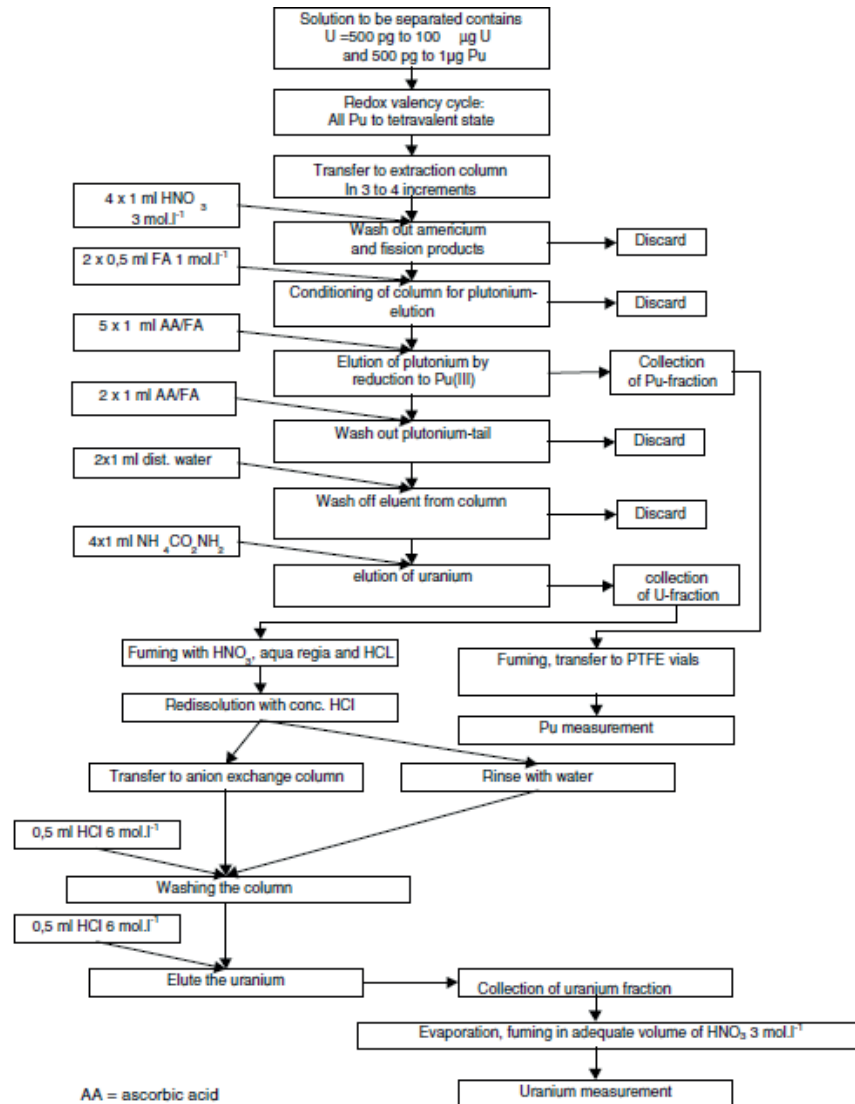 Solution to be separated contains
U =500 pg to 100 µg U
and 500 pg to 1µg Pu
Redox valency cycle:
All Pu to tetravalent state
Transfer to extraction column
In 3 to 4 increments
4 x 1 ml HNO 3
3 mol.l-1
Wash out americium
and fission products
Discard
2 x 0,5 ml FA 1 mol.l-1
Conditioning of column for plutonium-
elution
Discard
5 x 1 ml AA/FA
Elution of plutonium by
reduction to Pu(III)
Collection
of Pu-fraction
2 x 1 ml AA/FA
Wash out plutonium-tail
Discard
2x1 ml dist. water
Wash off eluent from column
Discard
4x1 ml NH 4CO2NH2
elution of uranium
collection
of U-fraction
Fuming with HNO3, aqua regia and HCL
Fuming, transfer to PTFE vials
Redissolution with conc. HCl
Pu measurement
Transfer to anion exchange column
Rinse with water
0,5 ml HCl 6 mol.l-1
Washing the column
0,5 ml HCl 6 mol.l-1
Elute the uranium
Collection of uranium fraction
Evaporation, fuming in adequate volume of HNO3 3 mol.l-1
Uranium measurement
AA = ascorbic acid